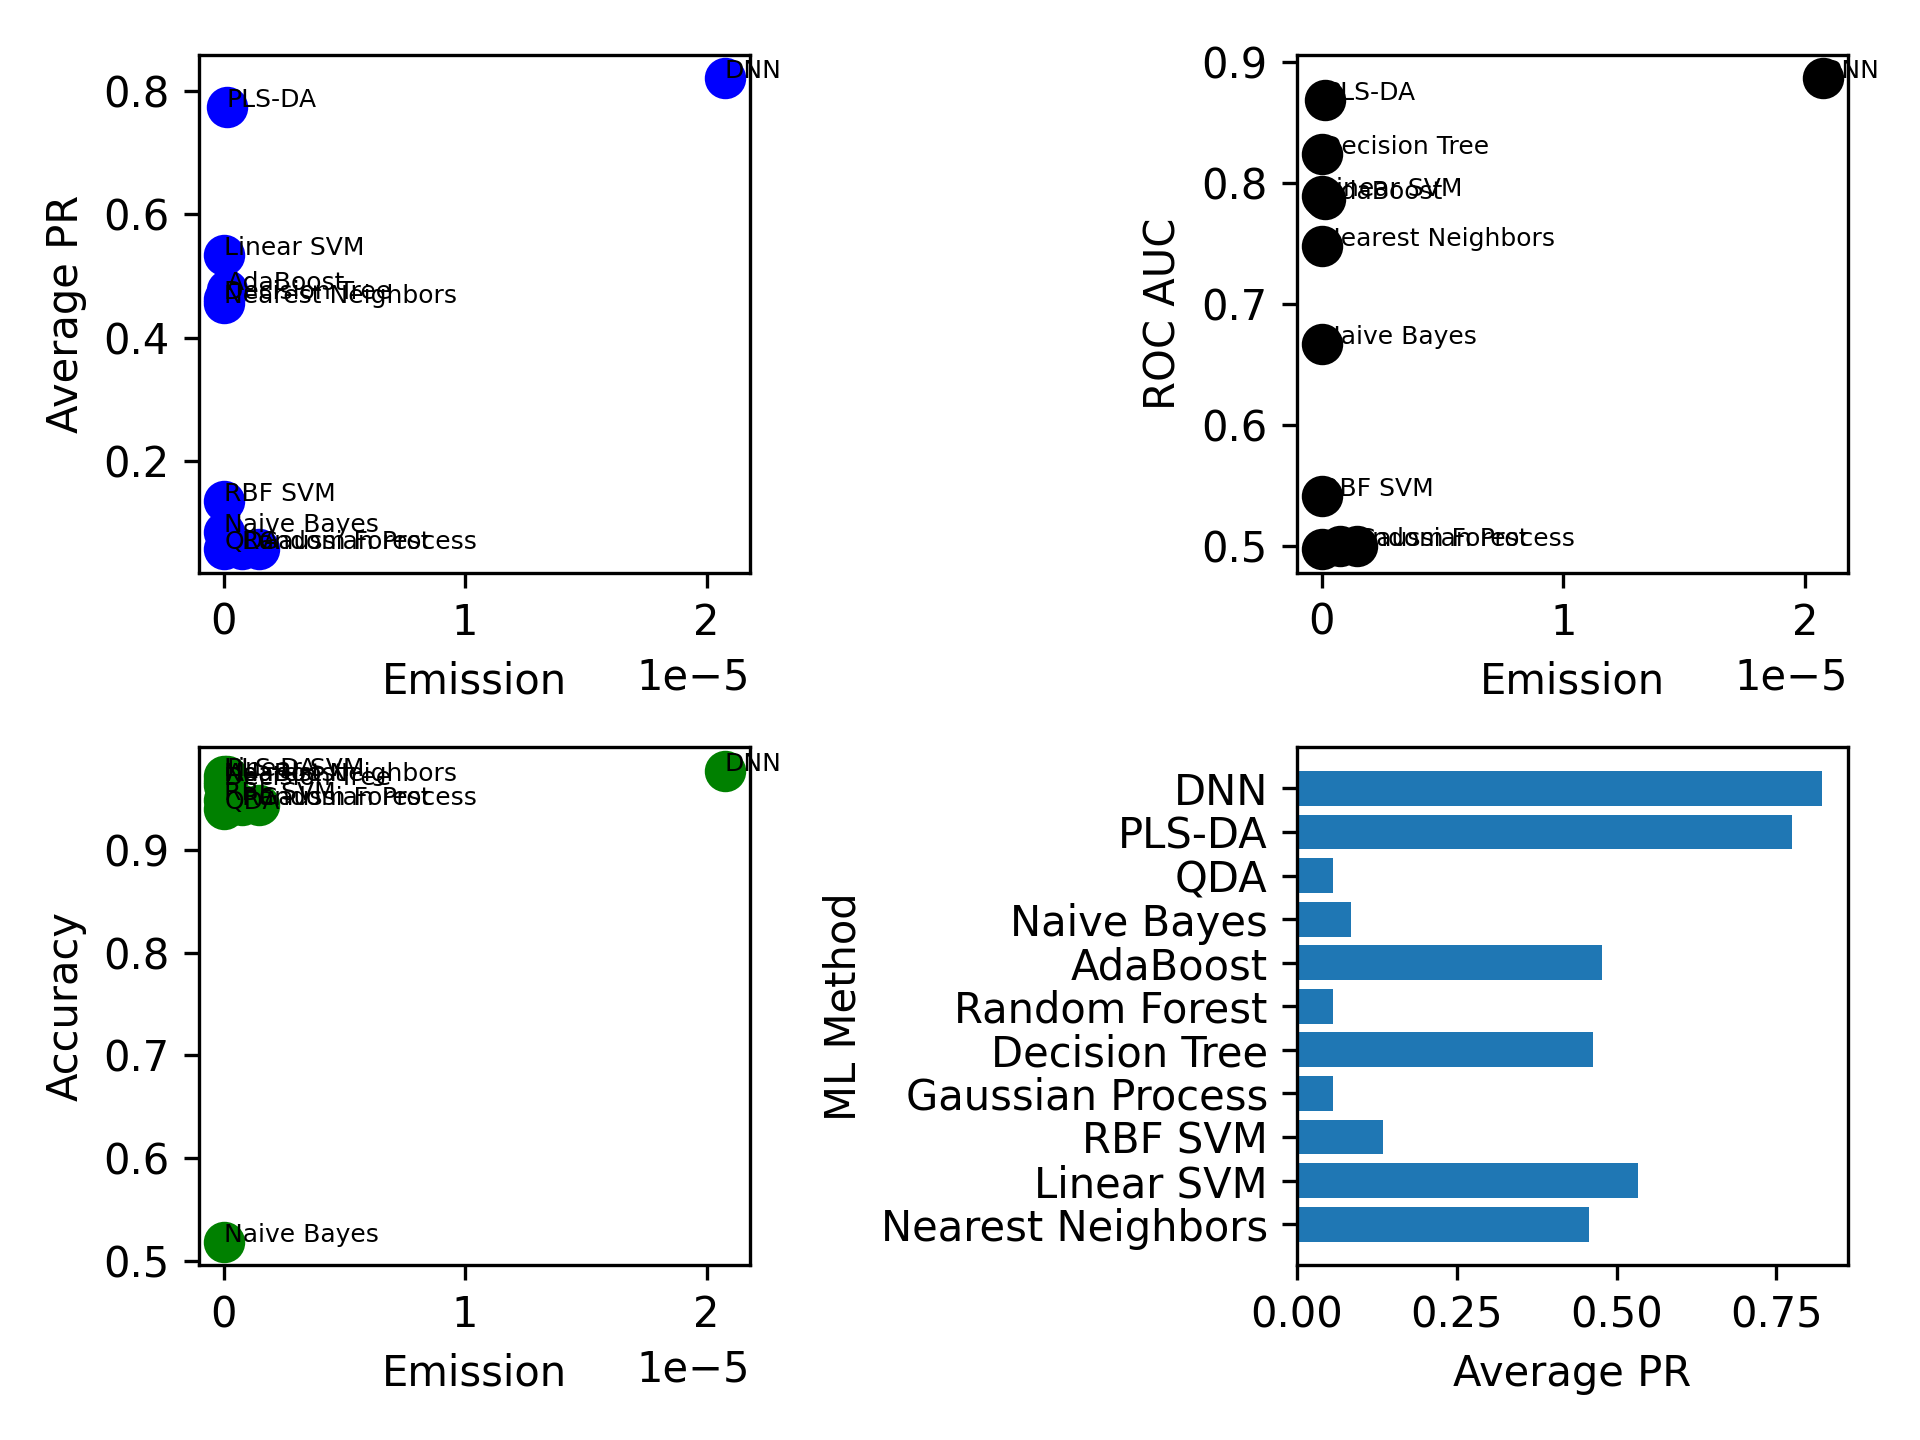 0.8
0.6
0.4
0.2
Average PR
DNN
PLS-DA
Linear SVM
AdaBoost
Decision Tree
Nearest Neighbors
RBF SVM
Naive Bayes
QDA
Random Forest
Gaussian Process
0
1
2
Emission
1e−5
0.9
0.8
0.7
0.6
0.5
ROC AUC
DNN
PLS-DA
Decision Tree
Linear SVM
AdaBoost
Nearest Neighbors
Naive Bayes
RBF SVM
Random Forest
Gaussian Process
0
1
2
Emission
1e−5
0.9
0.8
0.7
0.6
0.5
Accuracy
DNN
PLS-DA
Linear SVM
Nearest Neighbors
Decision Tree
RBF SVM
Random Forest
Gaussian Process
QDA
Naive Bayes
0
1
2
Emission
1e−5
ML Method
DNN
PLS-DA
QDA
Naive Bayes
AdaBoost
Random Forest
Decision Tree
Gaussian Process
RBF SVM
Linear SVM
Nearest Neighbors
0.00
0.25
0.50
0.75
Average PR